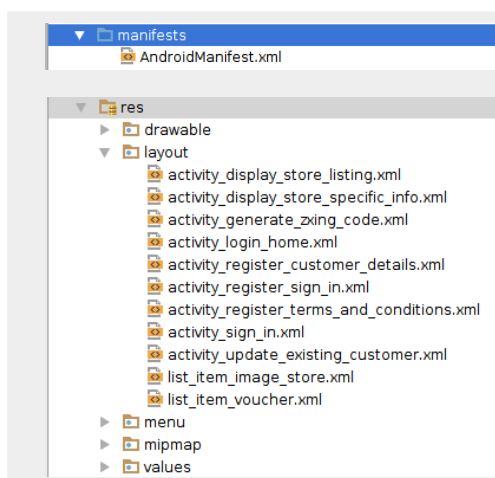 manifests
AndroidManifest.xml
res
drawable
layout
activity_display_store_listing.xml
activity_display_store_specific_info.xml
activity_generate_zxing_code.xml
activity_login_home.xml
activity_register_customer_details.xml
activity_register_sign_in.xml
activity_register_terms_and_conditions.xml
activity_sign_in.xml
activity_update_existing_customer.xml
list_item_image_store.xml
list_item_voucher.xml
menu
mipmap
values